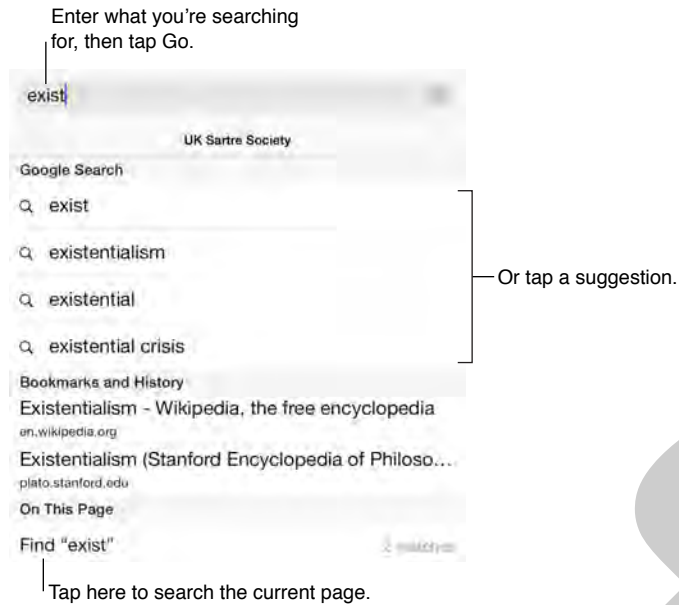 Enter what you're searching
for, then tap Go.
exist
UK Sartre Society
Google Search
exist
existentialism
existential
existential crisis
Or tap a suggestion.
Bookmarks and History
Existentialism - Wikipedia, the free encyclopedia
en.wikipedia.org
Existentialism (Stanford Encyclopedia of Philoso...
plato.stanford.edu
On This Page
Find “exist”
2 matches
Tap here to search the current page.